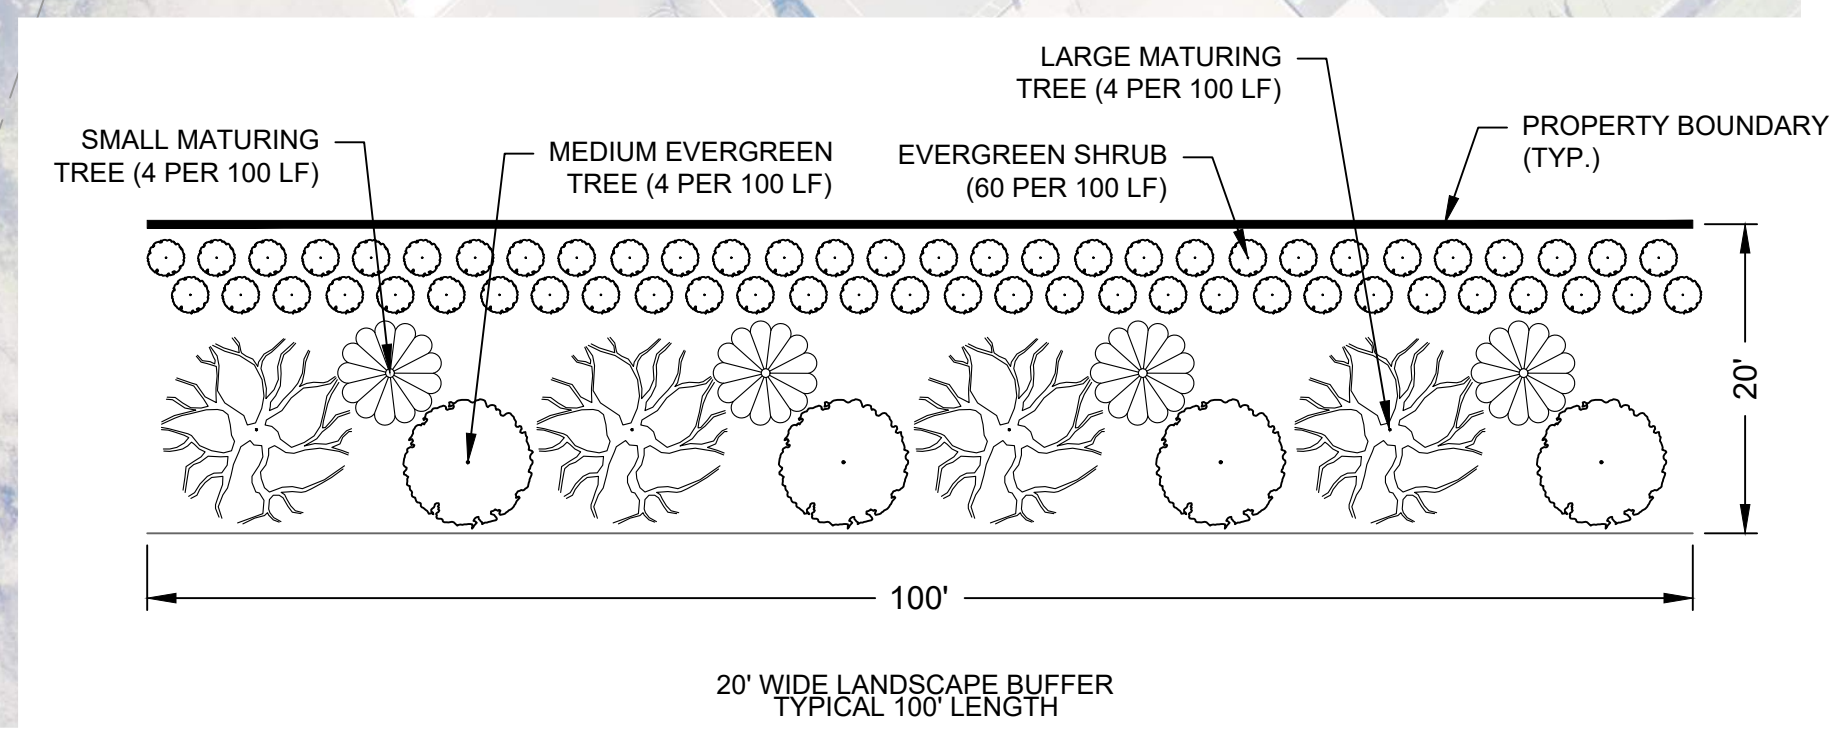 LARGE MATURING
TREE (4 PER 100 LF)
SMALL MATURING
TREE (4 PER 100 LF)
MEDIUM EVERGREEN
TREE (4 PER 100 LF)
EVERGREEN SHRUB
(60 PER 100 LF)
PROPERTY BOUNDARY
(TYP.)
20'
100'
20' WIDE LANDSCAPE BUFFER
TYPICAL 100' LENGTH